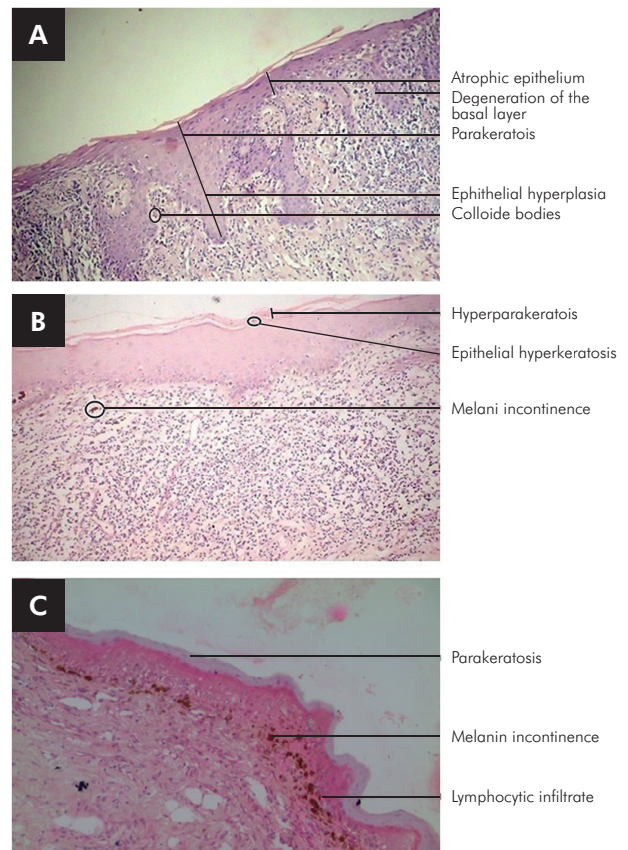 A
Atrophic epithelium
Degeneration of the
basal layer
Parakeratois
Ephithelial hyperplasia
Colloide bodies
B
Hyperparakeratois
Epithelial hyperkeratosis
Melani incontinence
C
Parakeratosis
Melanin incontinence
Lymphocytic infiltrate